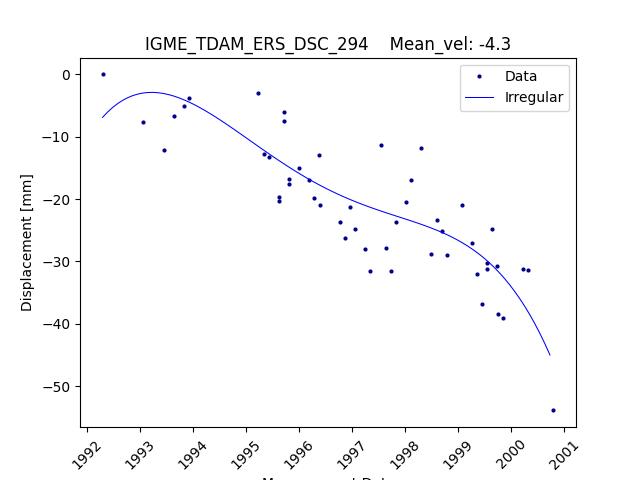 IGME_TDAM_ERS_DSC_294    Mean_vel: -4.3
Data
Irregular
Displacement [mm]
0
−10
−20
−30
−40
−50
1992 1993 1994 1995 1996 1997 1998 1999 2000 2001